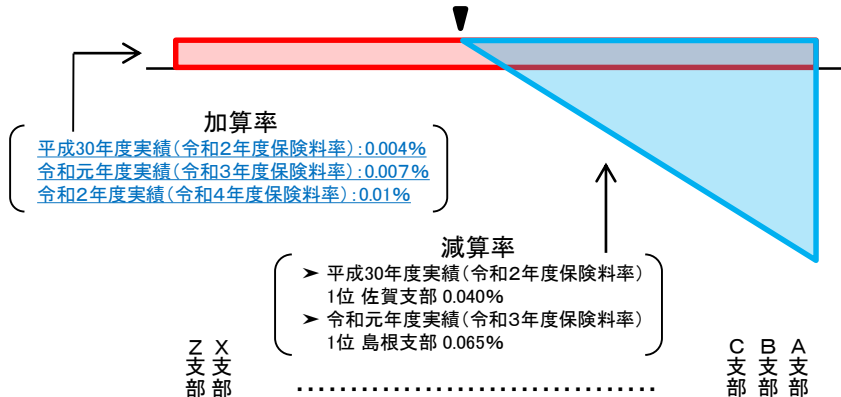 加算率
平成30年度実績(令和２年度保険料率):0.004%
令和元年度実績(令和３年度保険料率):0.007%
令和２年度実績(令和４年度保険料率):0.01%
減算率
➤ 平成30年度実績(令和２年度保険料率)
1位 佐賀支部 0.040%
➤ 令和元年度実績(令和３年度保険料率)
1位 島根支部 0.065%
Ｚ支部
Ｘ支部
………………………………
Ｃ支部
Ｂ支部
Ａ支部